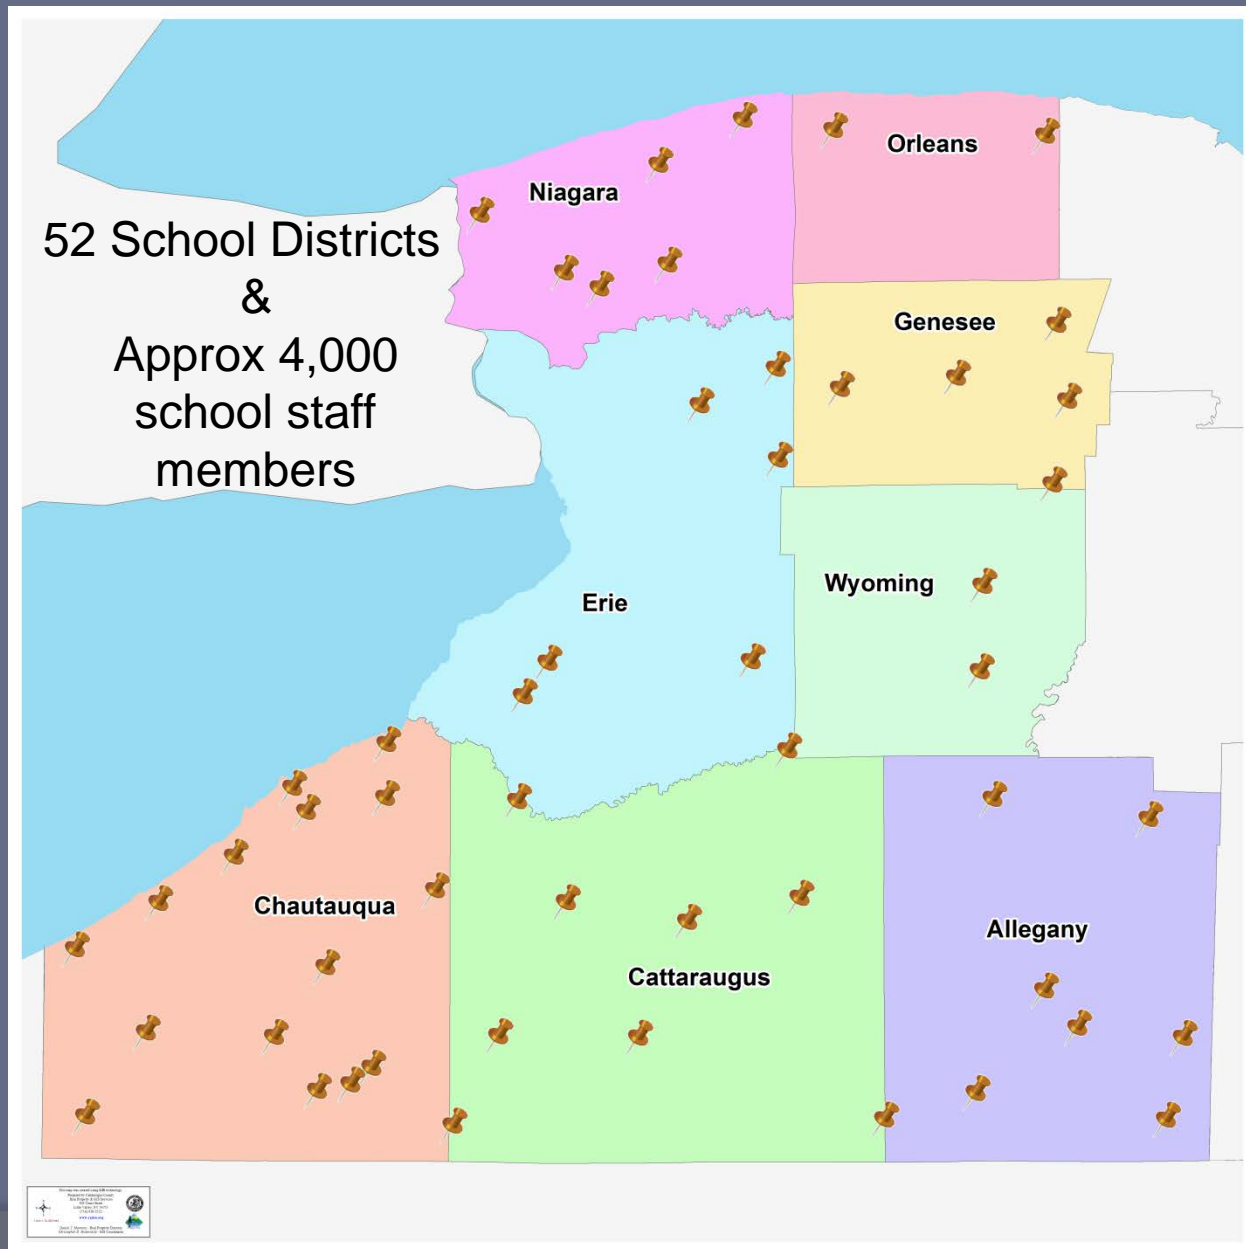 52 School Districts
&
Approx 4,000
school staff
members
Niagara
Orleans
Genesee
Erie
Wyoming
Chautauqua
Cattaraugus
Allegany